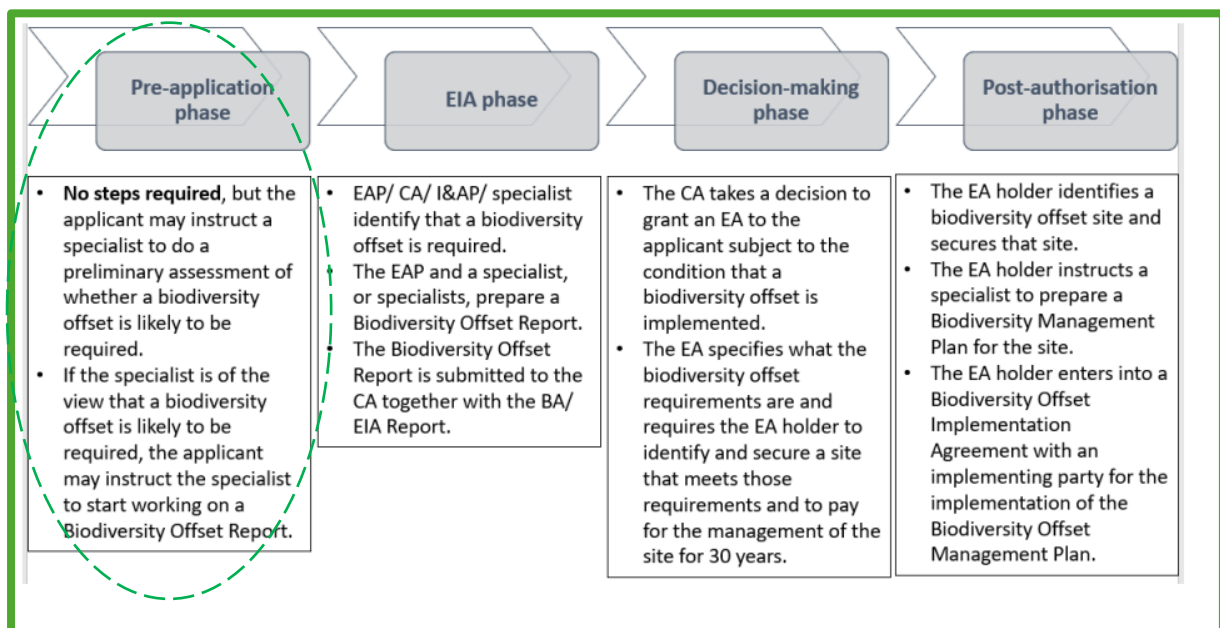 Pre-application
phase
• No steps required, but the
applicant may instruct a
specialist to do a
preliminary assessment of
whether a biodiversity
offset is likely to be
required.
• If the specialist is of the
view that a biodiversity
offset is likely to be
required, the applicant
may instruct the specialist
to start working on a
Biodiversity Offset Report.
EIA phase
• EAP/ CA/ I&AP/ specialist
identify that a biodiversity
offset is required.
• The EAP and a specialist,
or specialists, prepare a
Biodiversity Offset Report.
• The Biodiversity Offset
Report is submitted to the
CA together with the BA/
EIA Report.
Decision-making
phase
• The CA takes a decision to
grant an EA to the
applicant subject to the
condition that a
biodiversity offset is
implemented.
• The EA specifies what the
biodiversity offset
requirements are and
requires the EA holder to
identify and secure a site
that meets those
requirements and to pay
for the management of the
site for 30 years.
Post-authorisation
phase
• The EA holder identifies a
biodiversity offset site and
secures that site.
• The EA holder instructs a
specialist to prepare a
Biodiversity Management
Plan for the site.
• The EA holder enters into a
Biodiversity Offset
Implementation
Agreement with an
implementing party for the
implementation of the
Biodiversity Offset
Management Plan.